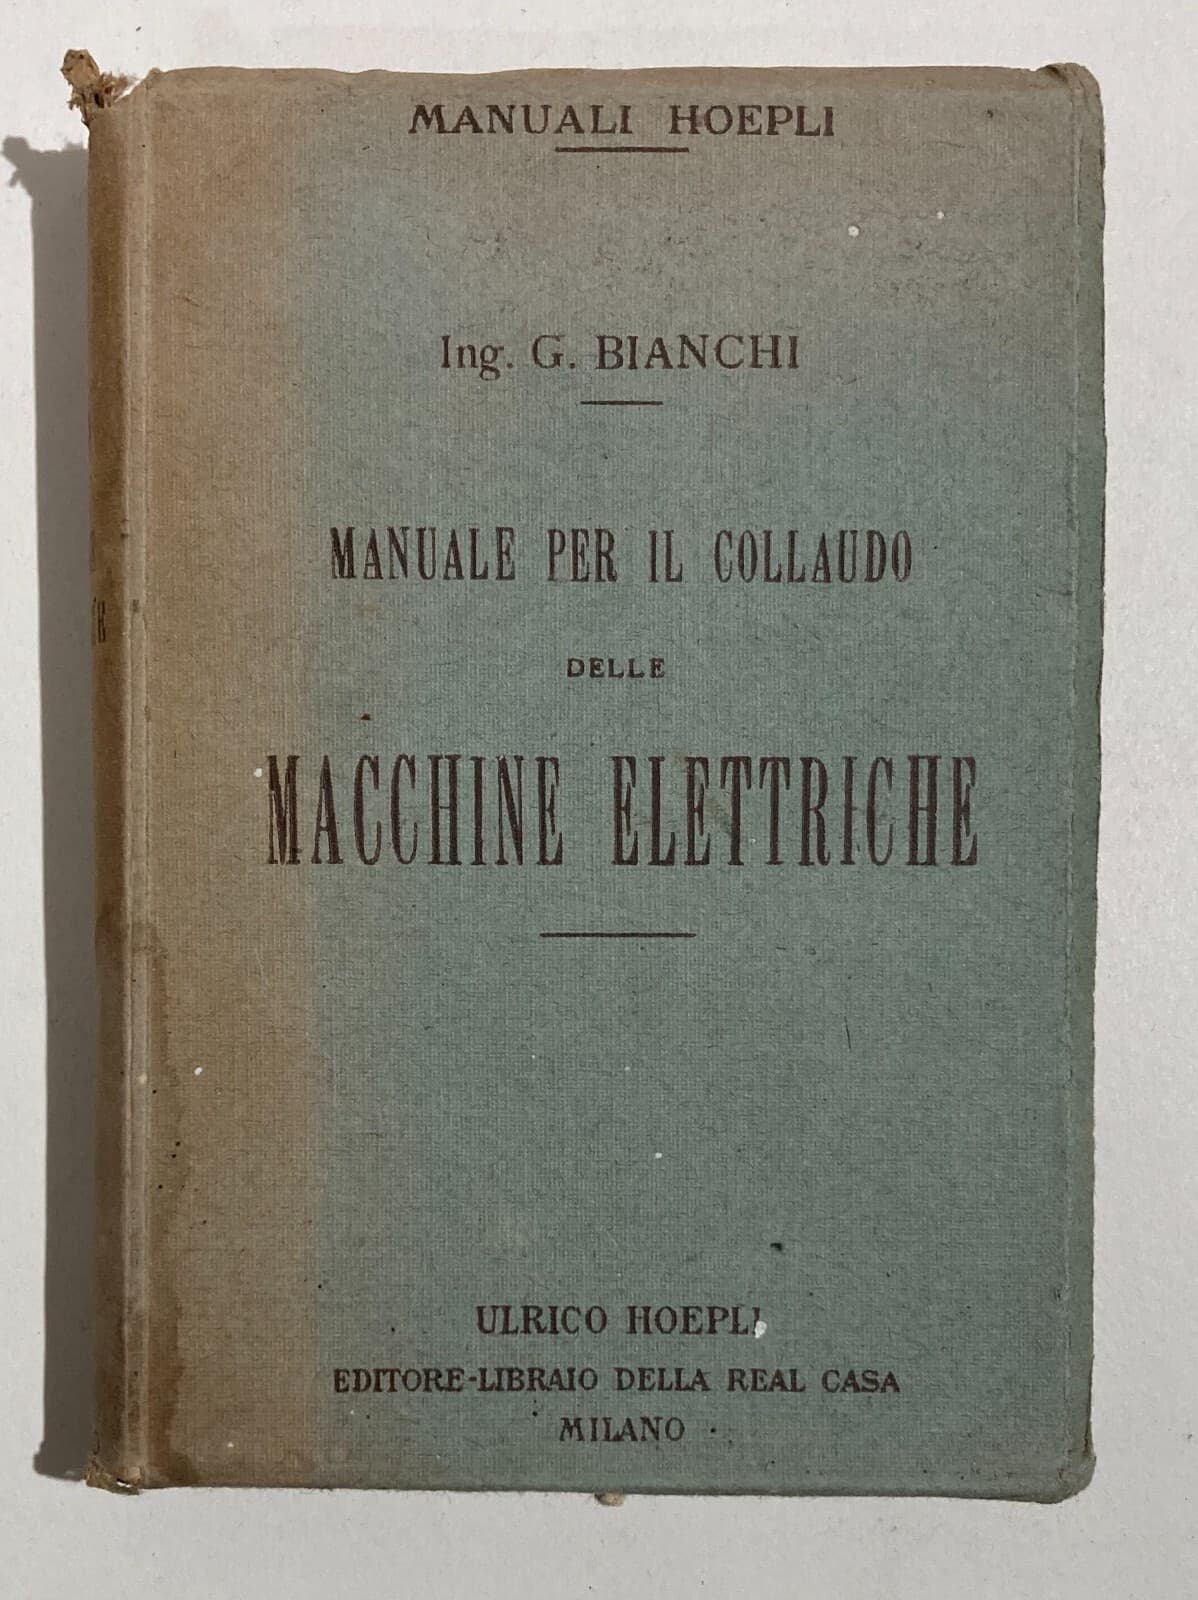 MANUALI HOEPLI
Ing. G. BIANCHI
MANUALE PER IL COLLAUDO
DELLE
MACCHINE ELETTRICHE
ULRICO HOEPLI
EDITORE-LIBRAIO DELLA REAL CASA
MILANO